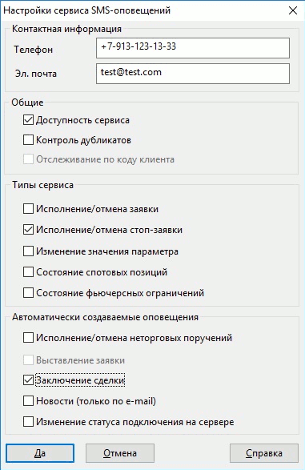 Настройки сервиса SMS-оповещений
Контактная информация
Телефон
+7-913-123-13-33
Эл. почта
test@test.com
Общие
Доступность сервиса
Контроль дубликатов
Отслеживание по коду клиента
Типы сервиса
Исполнение/отмена заявки
Исполнение/отмена стоп-заявки
Изменение значения параметра
Состояние спотовых позиций
Состояние фьючерсных ограничений
Автоматически создаваемые оповещения
Исполнение/отмена неторговых поручений
Выставление заявки
Заключение сделки
Новости (только по e-mail)
Изменение статуса подключения на сервере
Да
Отмена
Справка